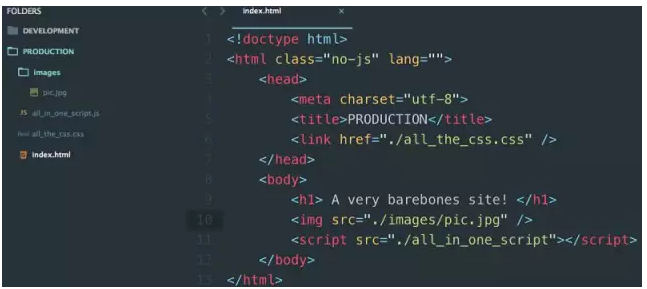 FOLDERS
DEVELOPMENT
PRODUCTION
images
pic.jpg
JS all_in_one_script.js
all_the_css.css
index.html
index.html ×
1 <!doctype html>
2 <html class="no-js" lang="">
3 <head>
4 <meta charset="utf-8">
5 <title>PRODUCTION</title>
6 <link href="./all_the_css.css" />
7 </head>
8 <body>
9 <h1> A very barebones site! </h1>
10 <img src="./images/pic.jpg" />
11 <script src="./all_in_one_script"></script>
12 </body>
13 </html>